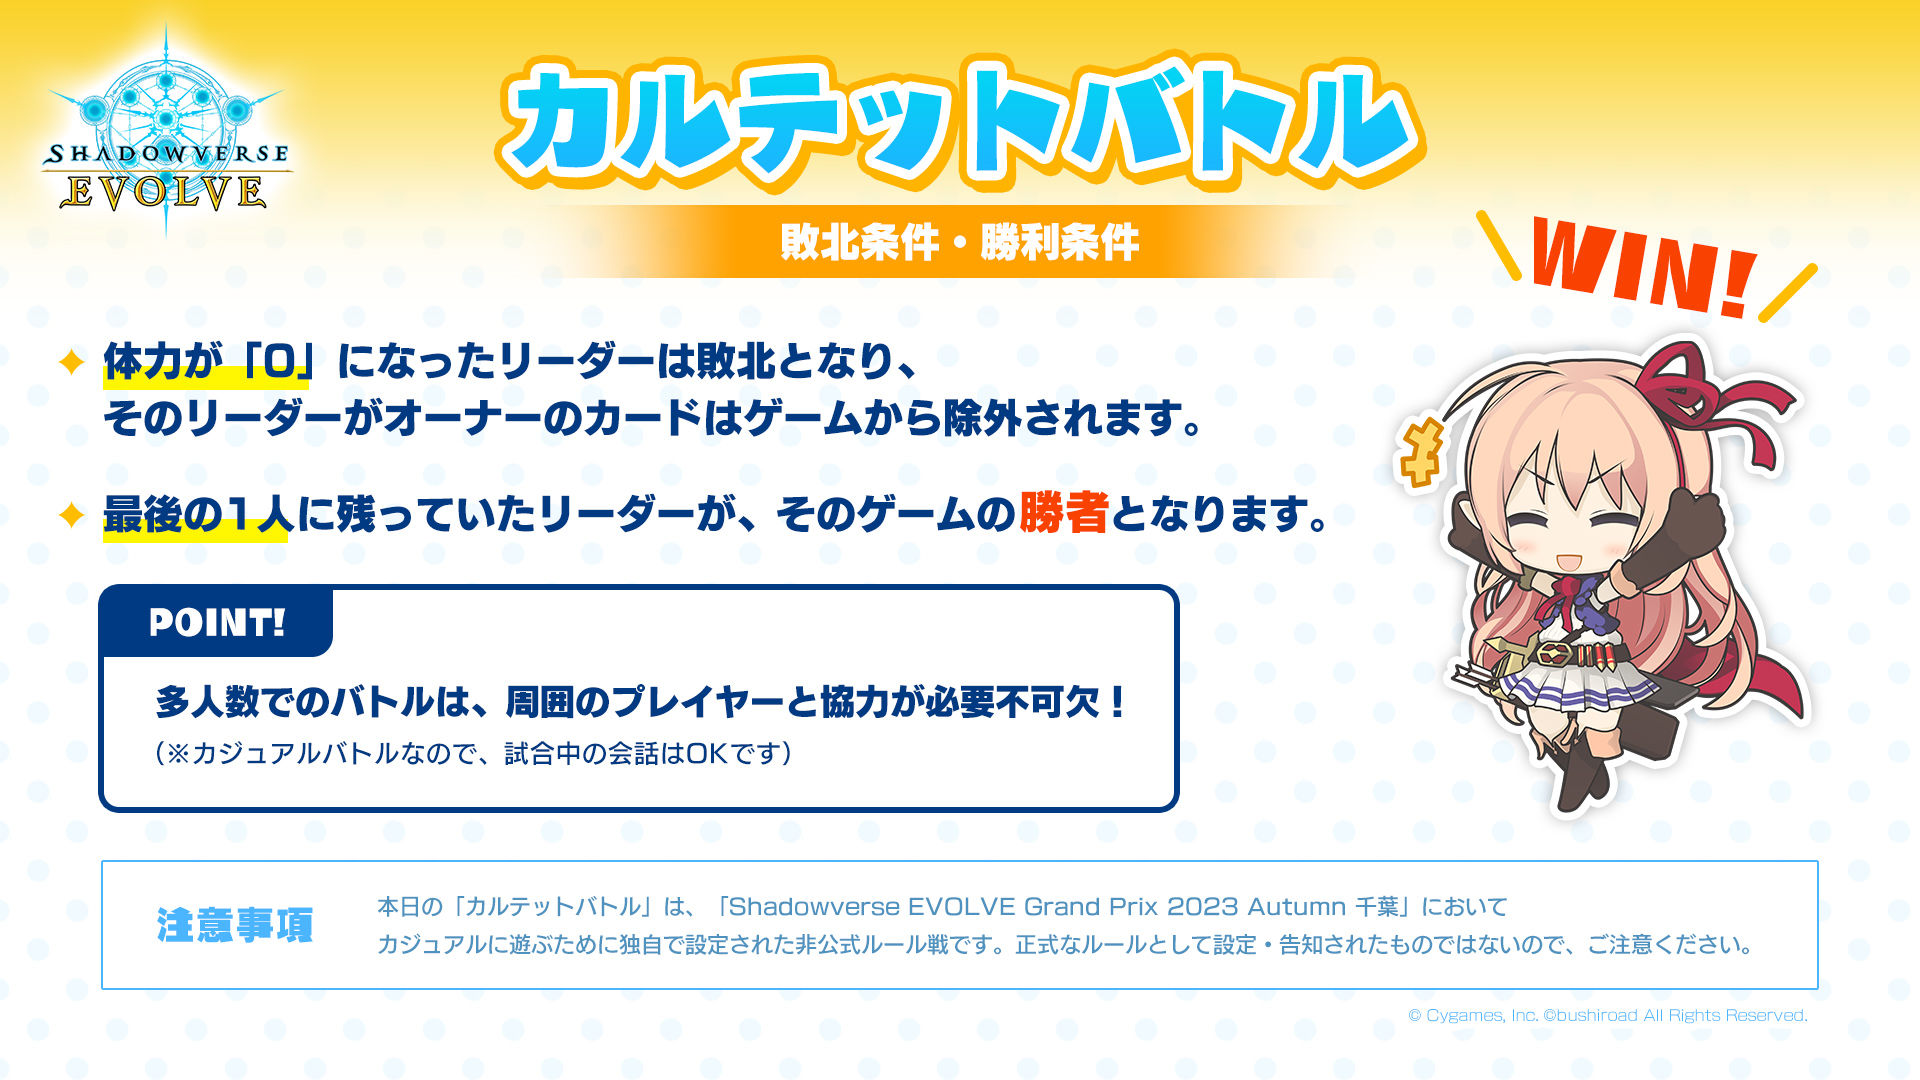 SHADOWVERSE
EVOLVE
カルテットバトル
敗北条件・勝利条件
WIN!
体力が「0」になったリーダーは敗北となり、
そのリーダーがオーナーのカードはゲームから除外されます。
最後の1人に残っていたリーダーが、そのゲームの勝者となります。
POINT!
多人数でのバトルは、周囲のプレイヤーと協力が必要不可欠！
（※カジュアルバトルなので、試合中の会話はOKです）
注意事項
本日の「カルテットバトル」は、「Shadowverse EVOLVE Grand Prix 2023 Autumn 千葉」において
カジュアルに遊ぶために独自で設定された非公式ルール戦です。正式なルールとして設定・告知されたものではないので、ご注意ください。
© Cygames, Inc. ©bushiroad All Rights Reserved.